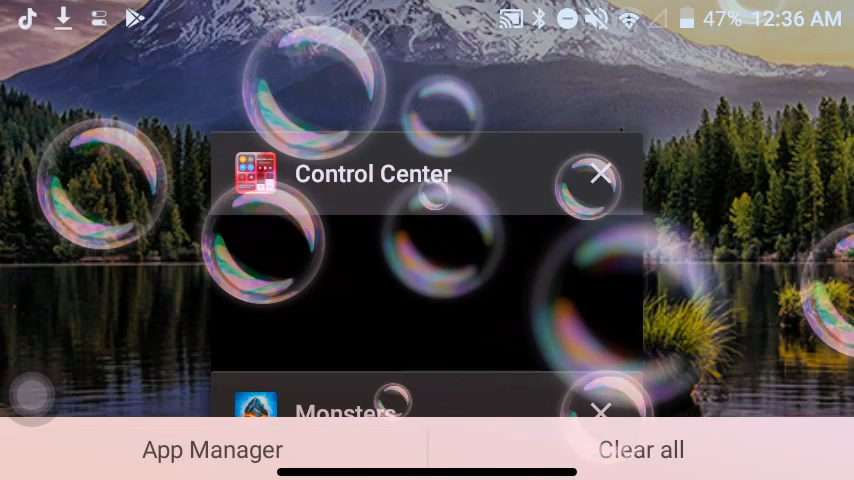 47% 12:36 AM
Control Center
Monsters
App Manager
Clear all